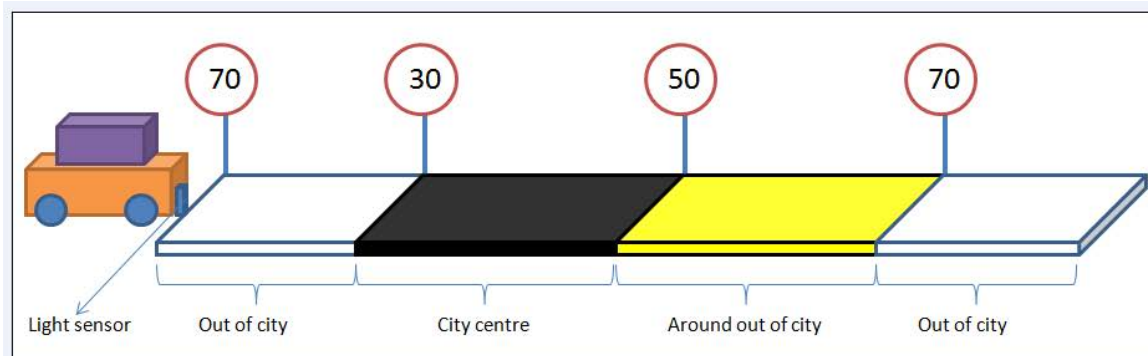 70 30 50 70
Light sensor Out of city City centre Around out of city Out of city